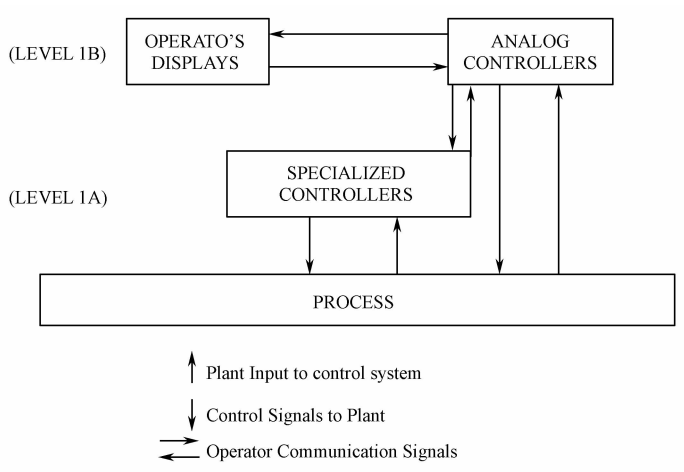 (LEVEL 1B)
OPERATO'S
DISPLAYS
ANALOG
CONTROLLERS
(LEVEL 1A)
SPECIALIZED
CONTROLLERS
PROCESS
Plant Input to control system
Control Signals to Plant
Operator Communication Signals